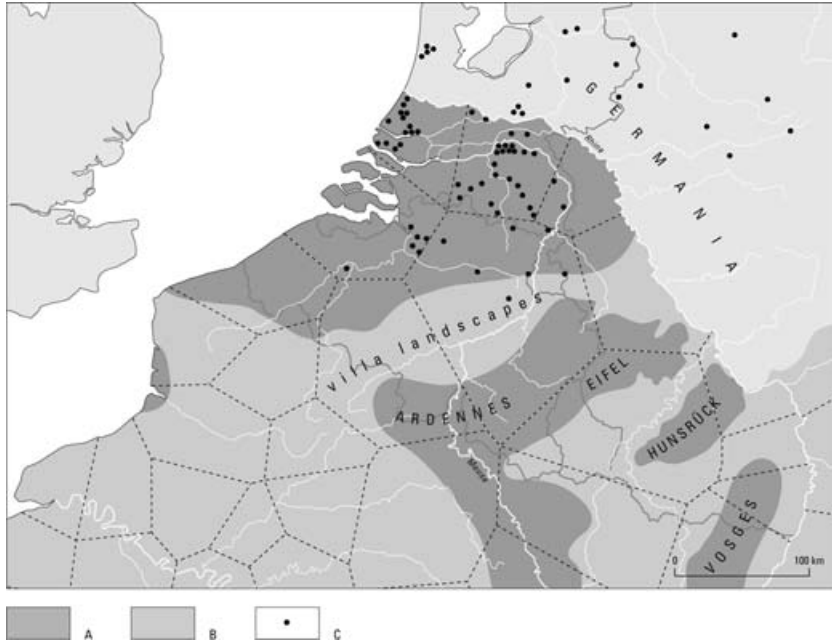 Rhine
GERMANIA
villa landscapes
ARDENNES
EIFEL
HUNSRÜCK
Meuse
VOSGES
0 100 km
A B C